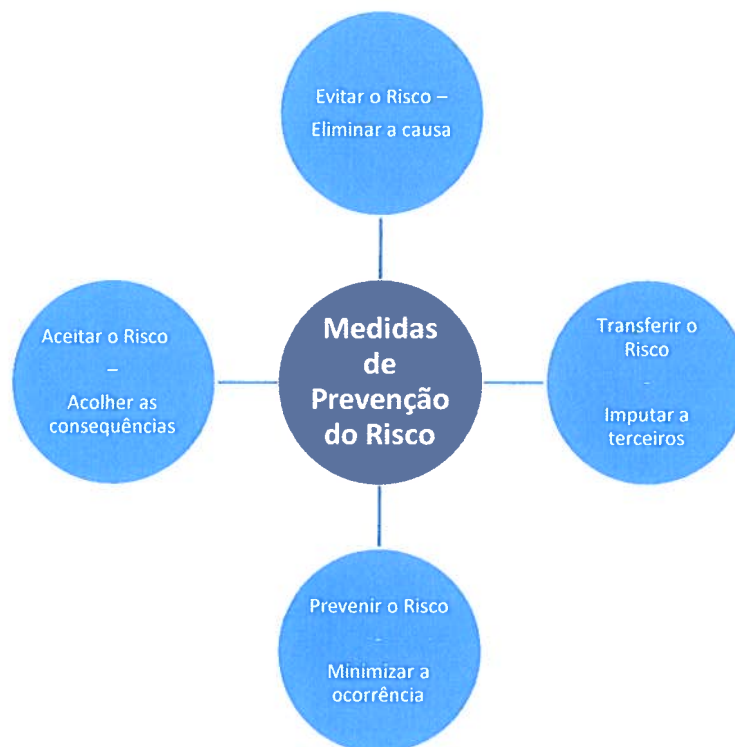 Evitar o Risco –
Eliminar a causa
Aceitar o Risco
–
Acolher as
consequências
Medidas
de
Prevenção
do Risco
Transferir o
Risco
-
Imputar a
terceiros
Prevenir o Risco
-
Minimizar a
ocorrência